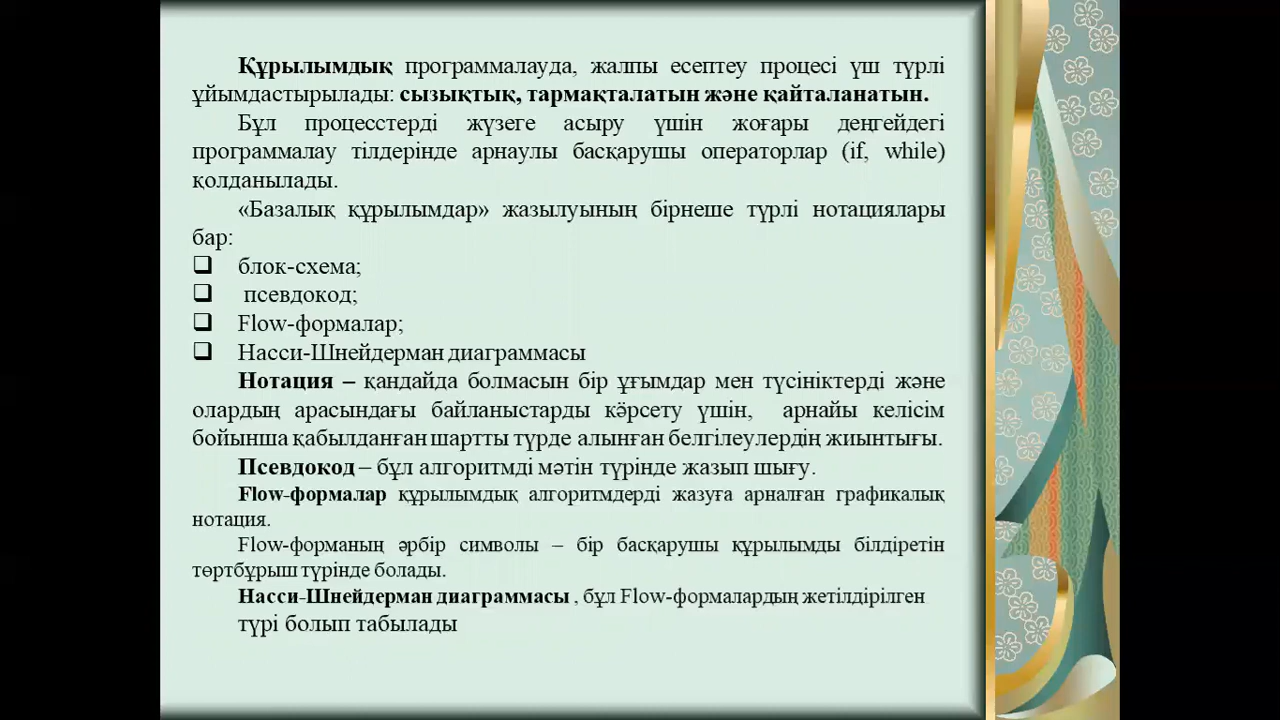 Құрылымдық программалауда, жалпы есептеу процесі үш түрлі
ұйымдастырылады: сызықтық, тармақталатын және қайталанатын.
Бұл процесстерді жүзеге асыру үшін жоғары деңгейдегі
программалау тілдерінде арнаулы басқарушы операторлар (if, while)
қолданылады.
«Базалық құрылымдар» жазылуының бірнеше түрлі нотациялары
бар:
❑ блок-схема;
❑ псевдокод;
❑ Flow-формалар;
❑ Насси-Шнейдерман диаграммасы
Нотация – қандайда болмасын бір ұғымдар мен түсініктерді және
олардың арасындағы байланыстарды көрсету үшін, арнайы келісім
бойынша қабылданған шартты түрде алынған белгілеулердің жиынтығы.
Псевдокод – бұл алгоритмді мәтін түрінде жазып шығу.
Flow-формалар құрылымдық алгоритмдерді жазуға арналған графикалық
нотация.
Flow-форманың әрбір символы – бір басқарушы құрылымды білдіретін
төртбұрыш түрінде болады.
Насси-Шнейдерман диаграммасы , бұл Flow-формалардың жетілдірілген
түрі болып табылады